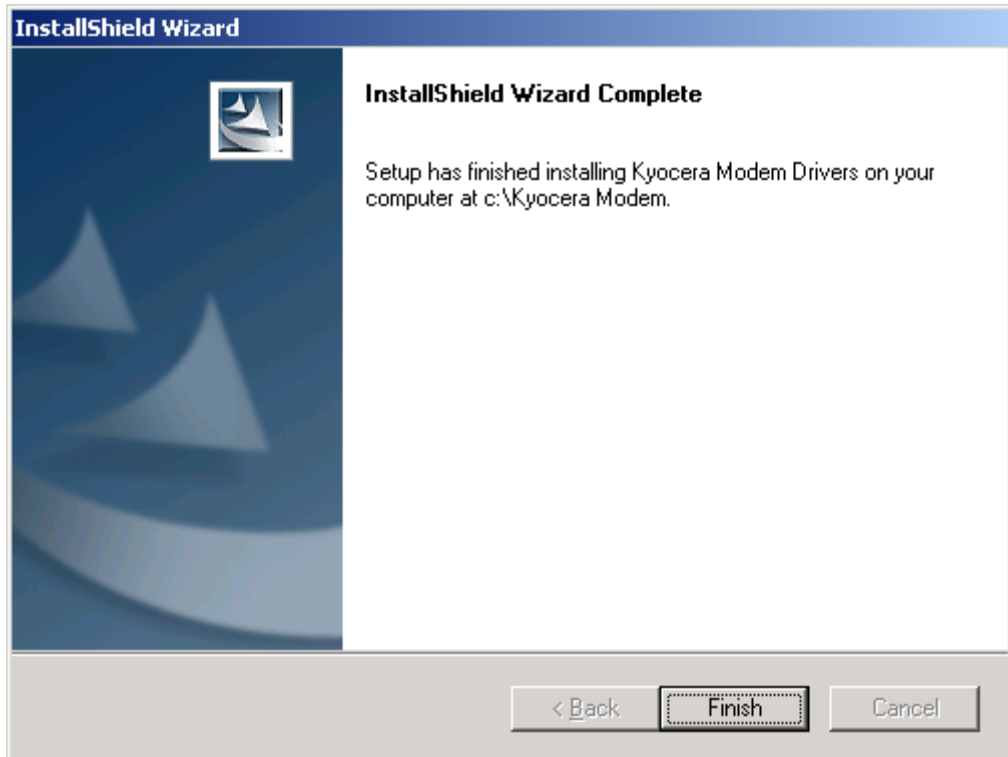 InstallShield Wizard
InstallShield Wizard Complete
Setup has finished installing Kyocera Modem Drivers on your
computer at c:\Kyocera Modem.
< Back Finish Cancel